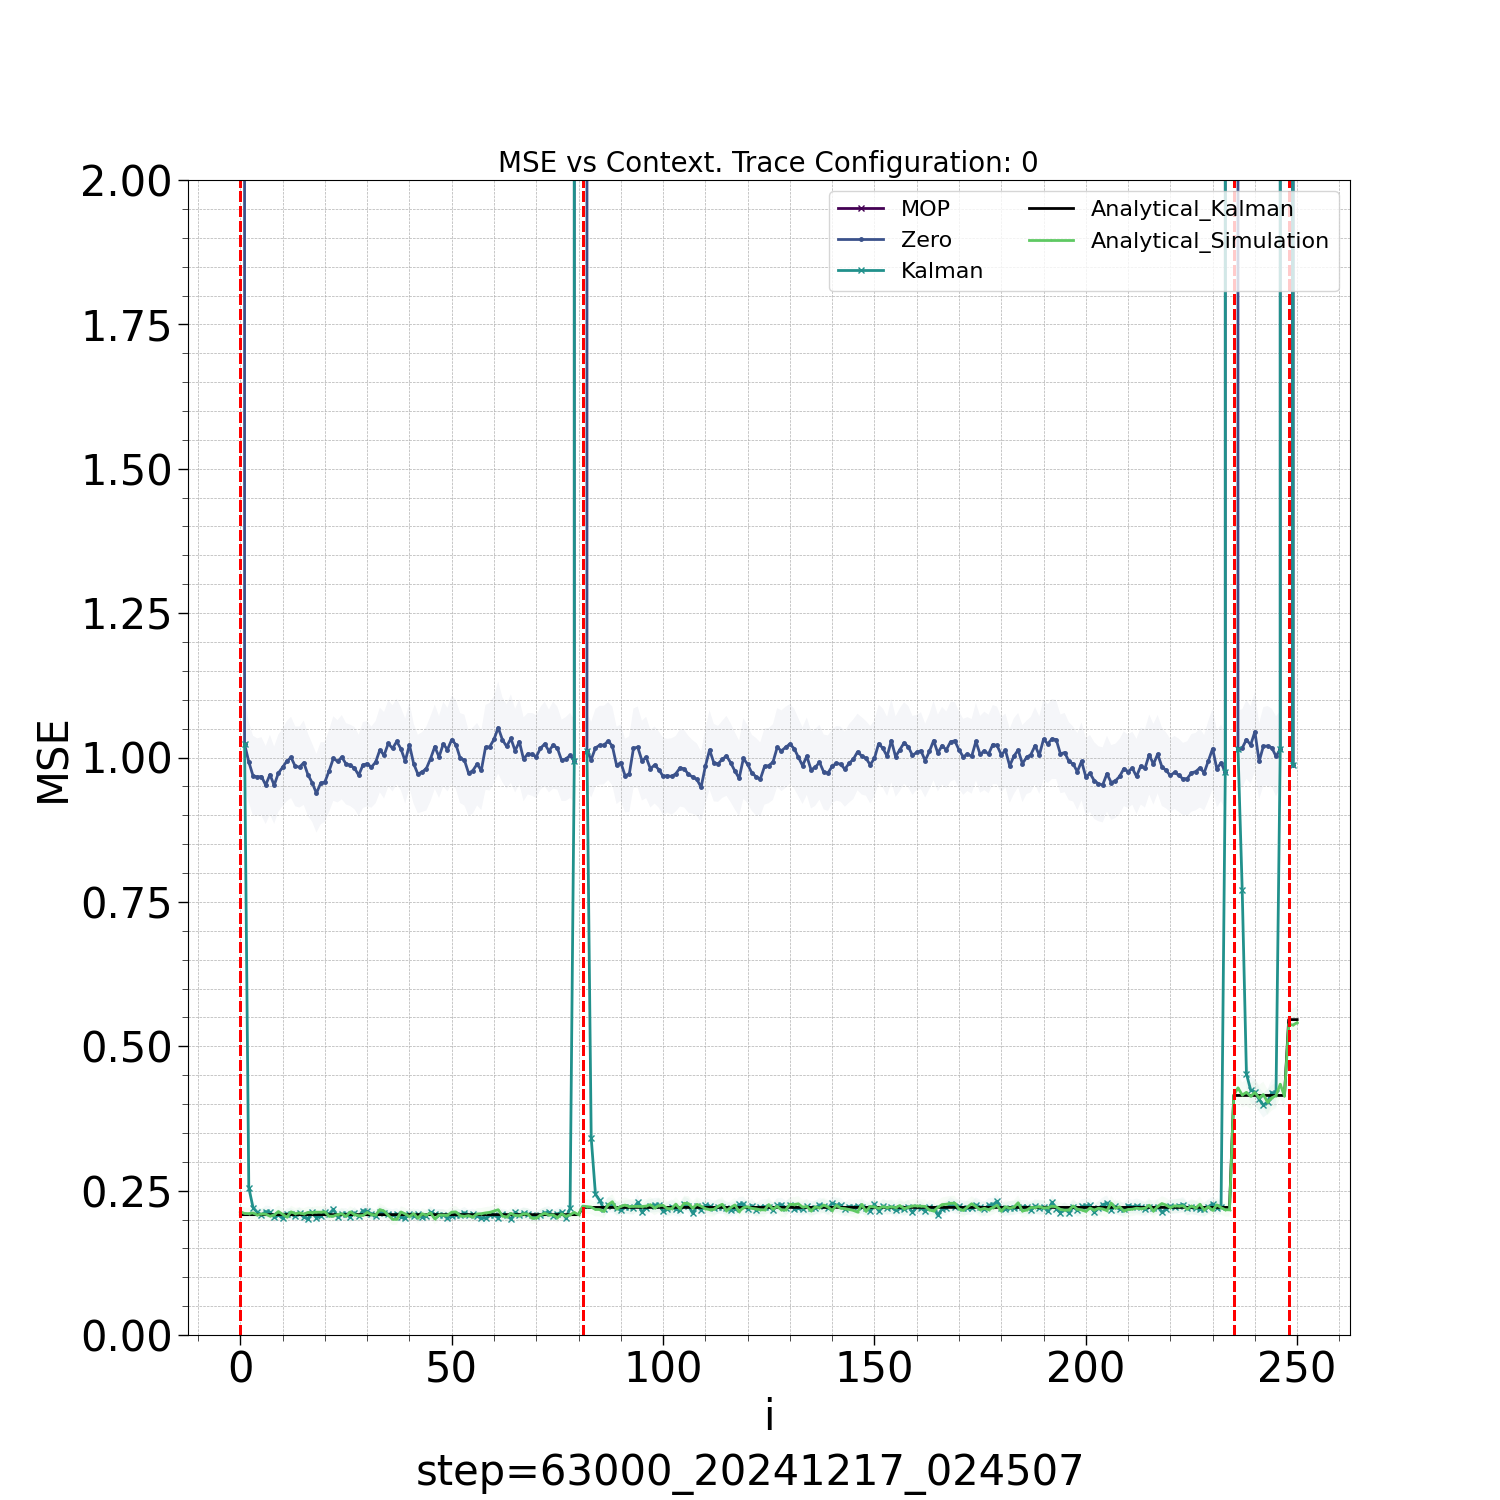 MSE vs Context. Trace Configuration: 0
2.00
1.75
1.50
1.25
1.00
0.75
0.50
0.25
0.00
MSE
MOP
Zero
Kalman
Analytical_Kalman
Analytical_Simulation
0 50 100 150 200 250
i
step=63000_20241217_024507